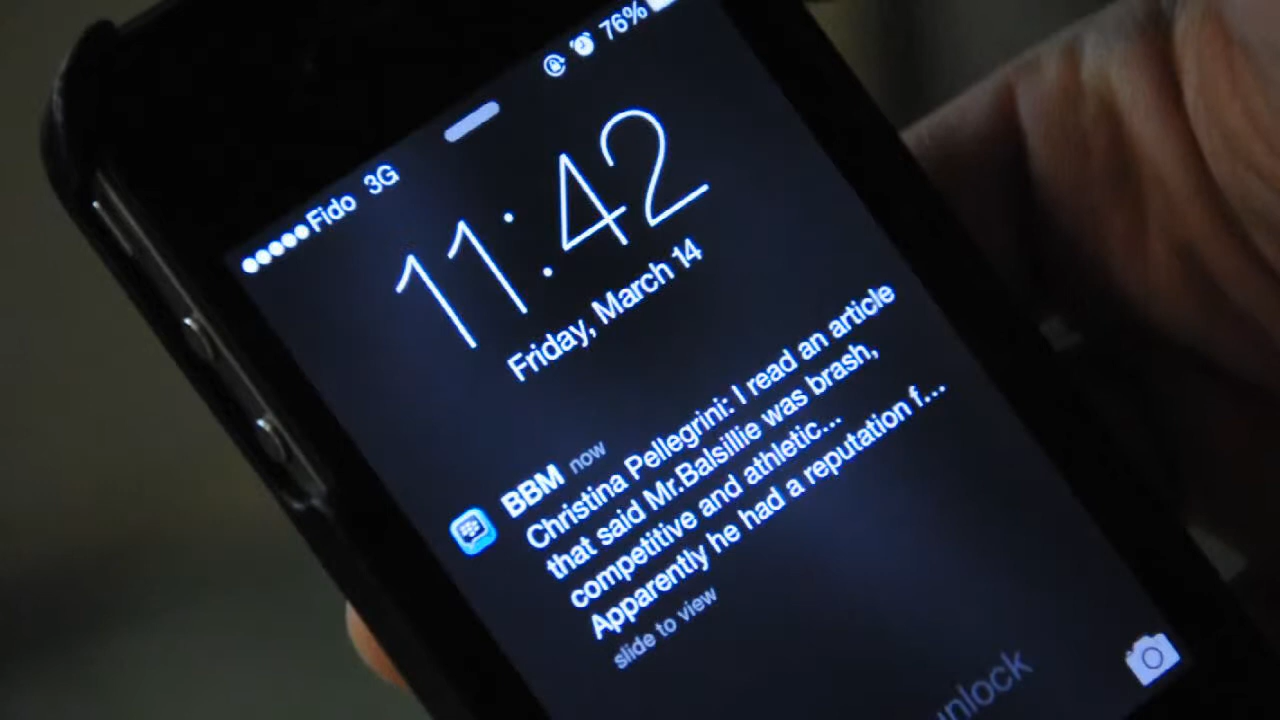 Fido 3G 76%
11:42
Friday, March 14
BBM now
Christina Pellegrini: I read an article
that said Mr.Balsillie was brash,
competitive and athletic...
Apparently he had a reputation f...
slide to view
unlock